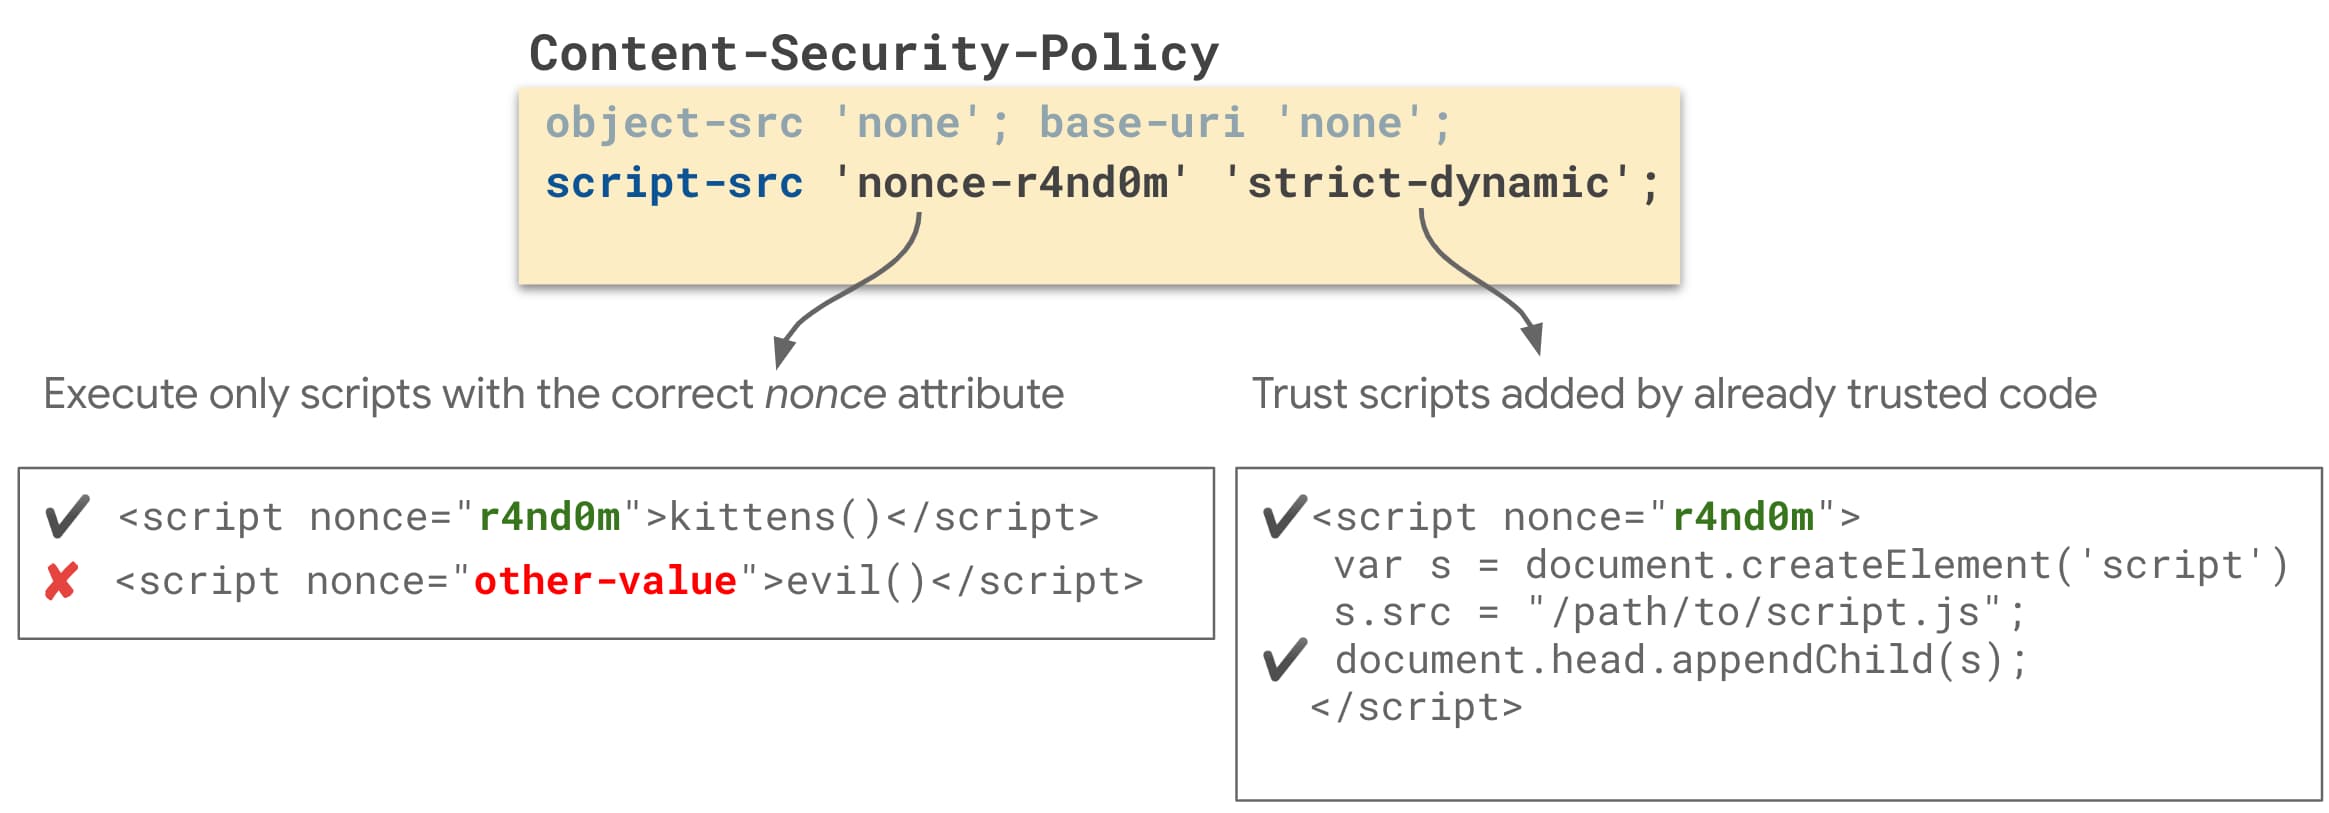 Content-Security-Policy
object-src 'none'; base-uri 'none';
script-src 'nonce-r4nd0m' 'strict-dynamic';
Execute only scripts with the correct nonce attribute
✔ <script nonce="r4nd0m">kittens()</script>
✘ <script nonce="other-value">evil()</script>
Trust scripts added by already trusted code
✔<script nonce="r4nd0m">
var s = document.createElement('script')
s.src = "/path/to/script.js";
✔ document.head.appendChild(s);
</script>